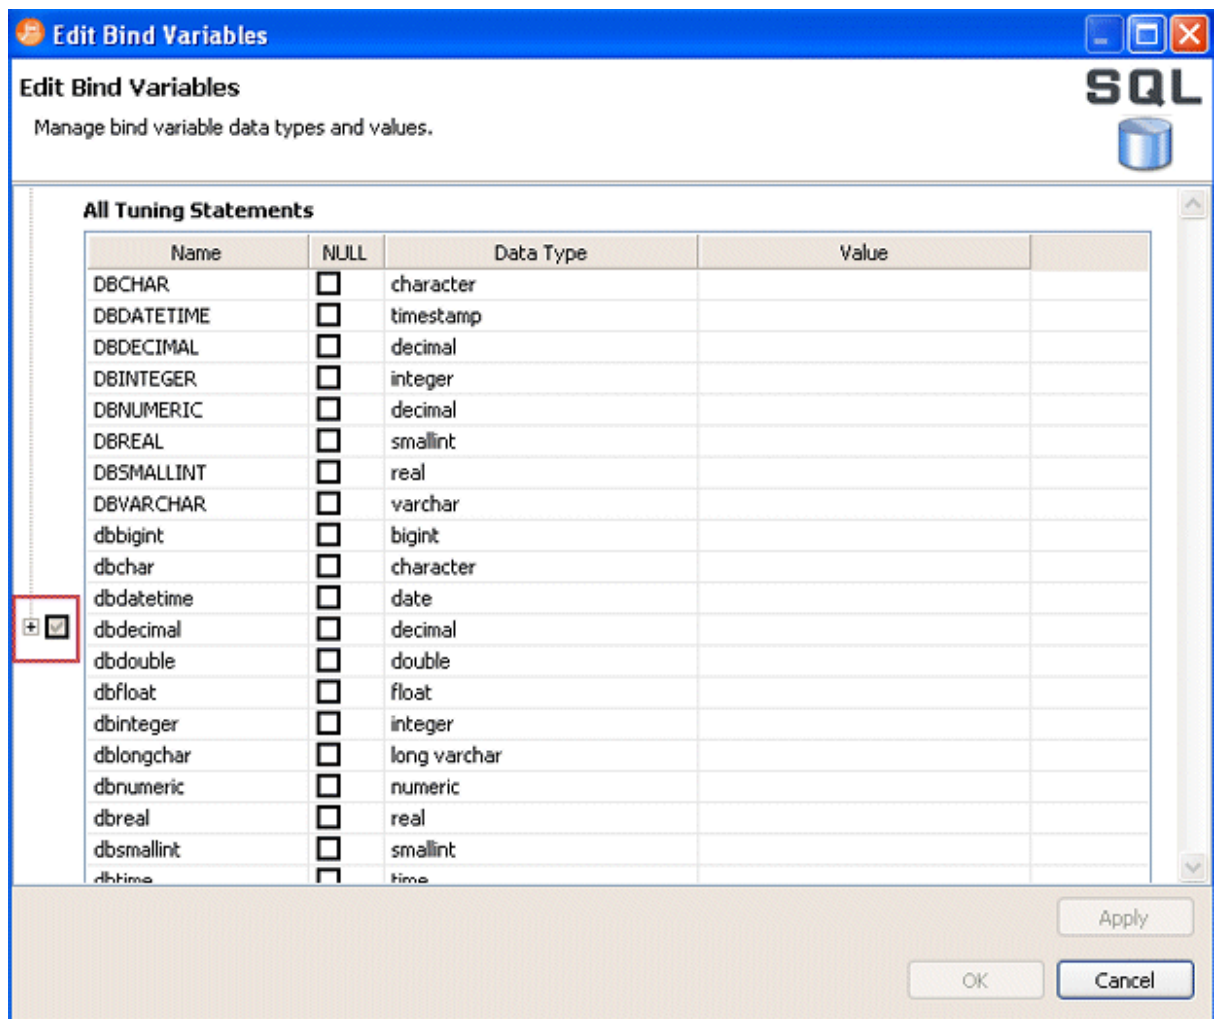 Edit Bind Variables
Edit Bind Variables
SQL
Manage bind variable data types and values.
All Tuning Statements
Name NULL Data Type Value
DBCHAR character
DBDATETIME timestamp
DBDECIMAL decimal
DBINTEGER integer
DBNUMERIC decimal
DBREAL smallint
DBSMALLINT real
DBVARCHAR varchar
dbbigint bigint
dbchar character
dbdatetime date
dbdecimal decimal
dbdouble double
dbfloat float
dbinteger integer
dblongchar long varchar
dbnumeric numeric
dbreal real
dbsmallint smallint
dbtime time
Apply
OK Cancel